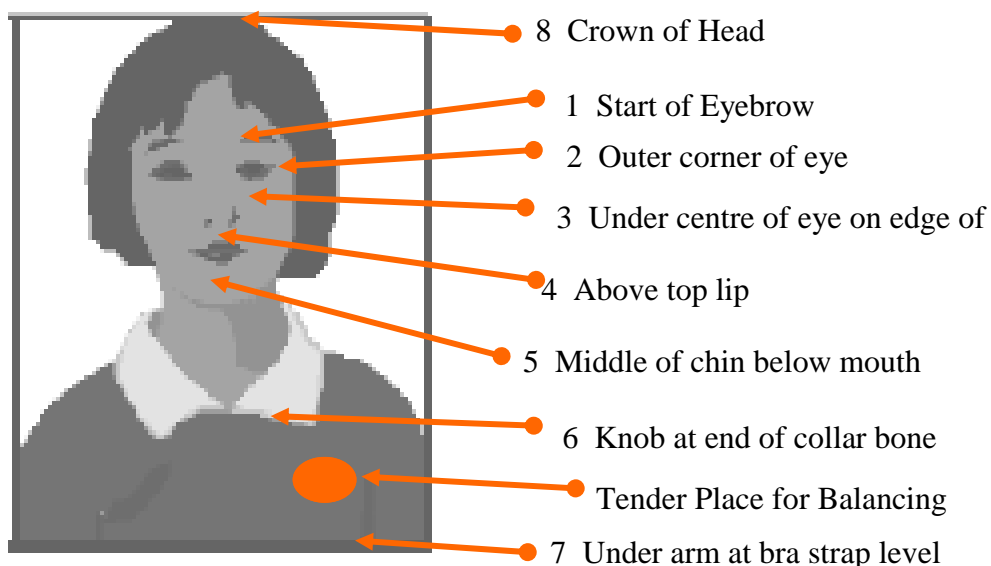 8 Crown of Head
1 Start of Eyebrow
2 Outer corner of eye
3 Under centre of eye on edge of
4 Above top lip
5 Middle of chin below mouth
6 Knob at end of collar bone
Tender Place for Balancing
7 Under arm at bra strap level